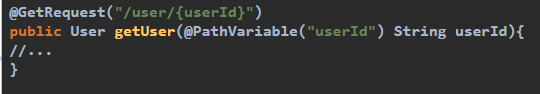 @GetRequest("/user/{userId}")
public User getUser(@PathVariable("userId") String userId){
//...
}